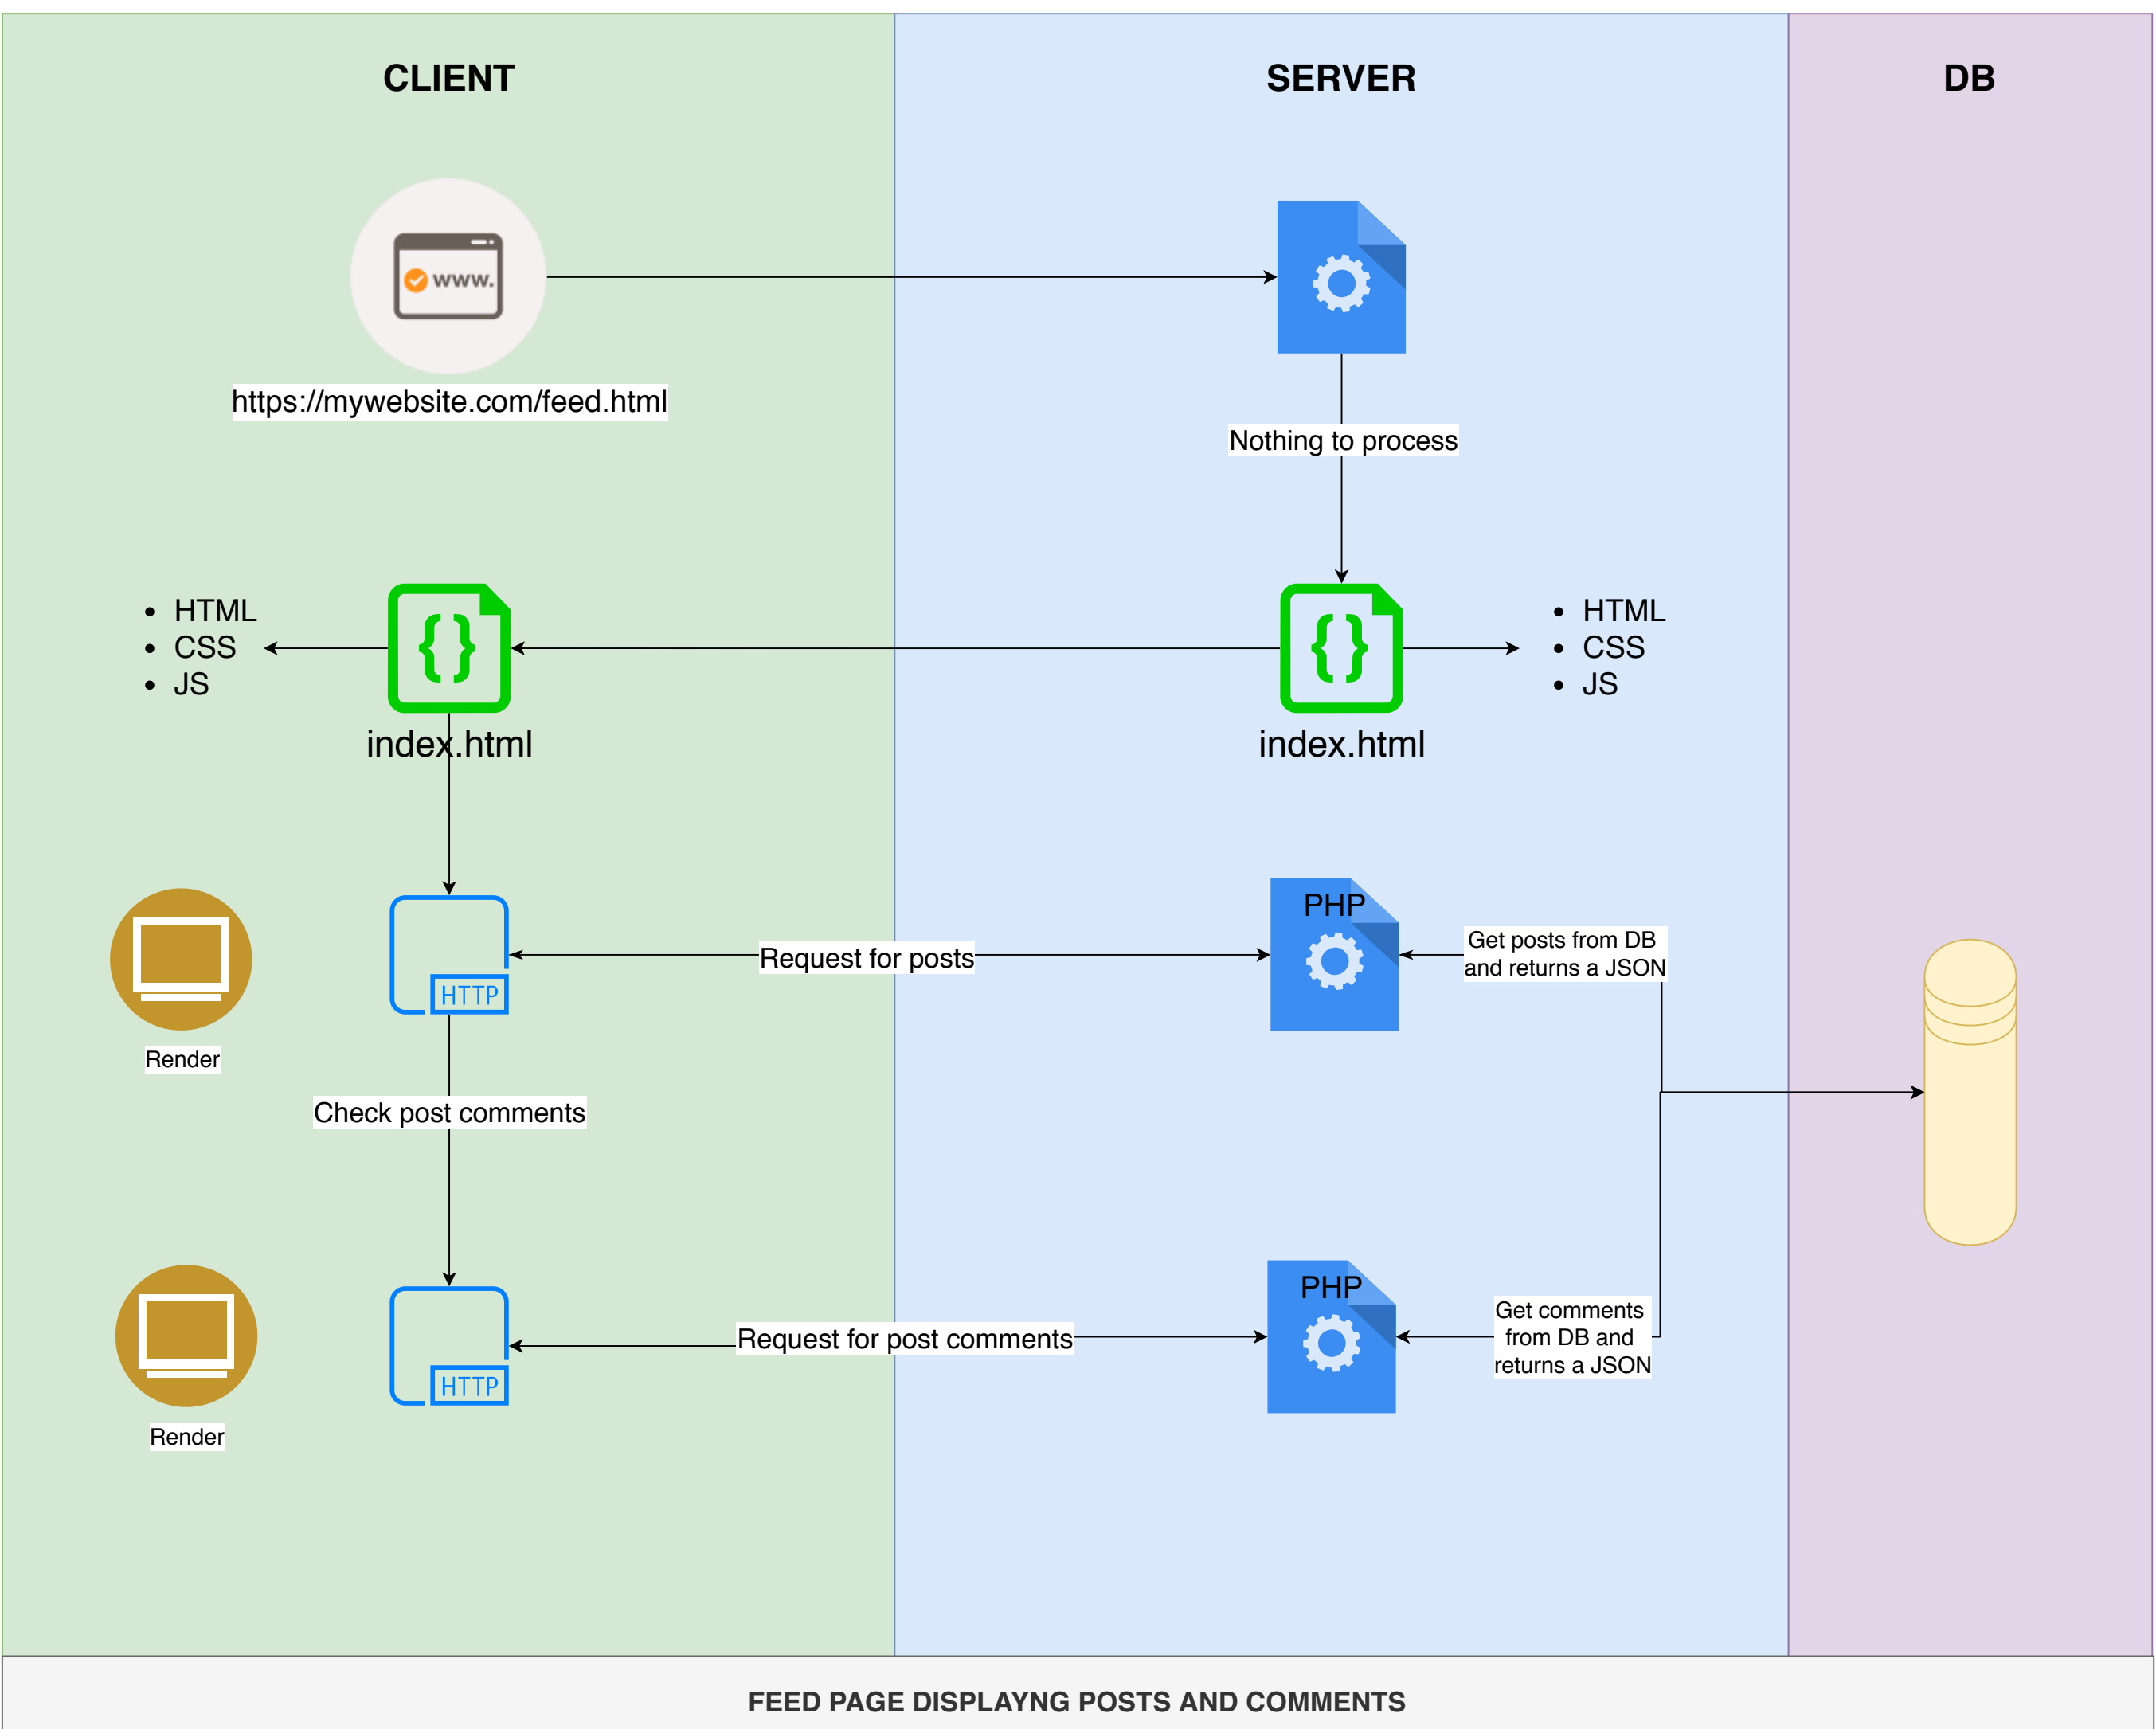 CLIENT
SERVER
DB
www.
https://mywebsite.com/feed.html
Nothing to process
HTML
CSS
JS
index.html
HTML
CSS
JS
index.html
Render
HTTP
Request for posts
PHP
Get posts from DB
and returns a JSON
Check post comments
Render
HTTP
Request for post comments
PHP
Get comments
from DB and
returns a JSON
FEED PAGE DISPLAYNG POSTS AND COMMENTS